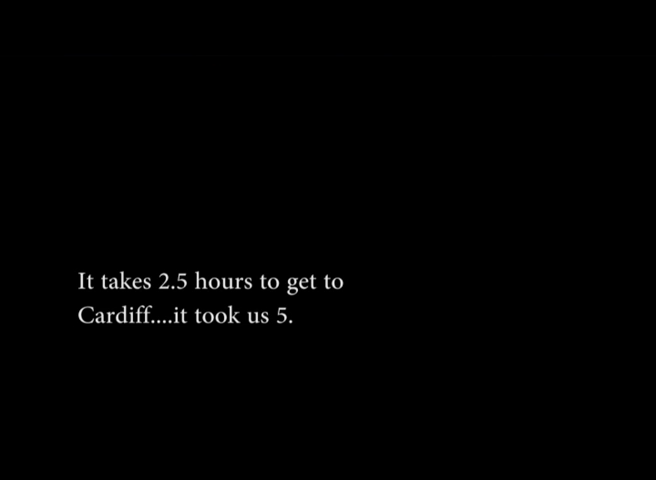 It takes 2.5 hours to get to
Cardiff....it took us 5.